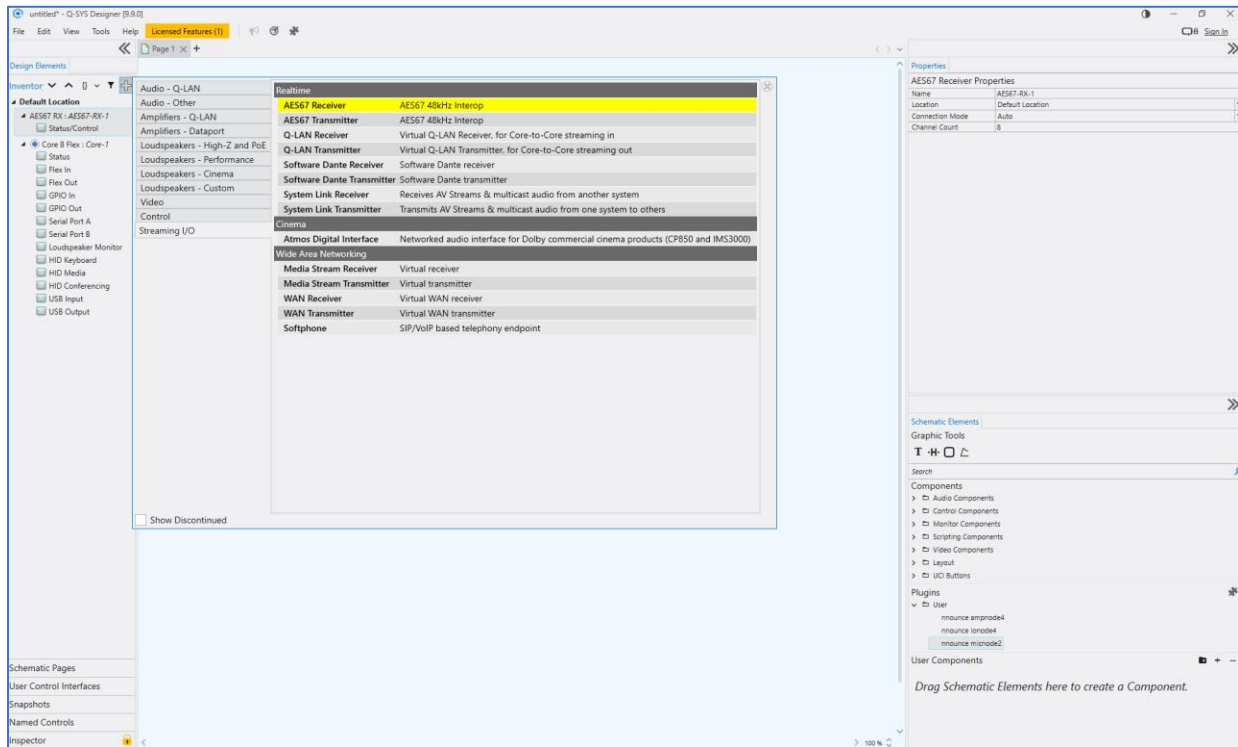 untitled* - Q-SYS Designer [9.9.0]
File Edit View Tools Help Licensed Features (1)
Sign In
Page 1
Design Elements
Inventor
Default Location
AES67 RX : AES67-RX-1
Status/Control
Core 8 Flex : Core-1
Status
Flex In
Flex Out
GPIO In
GPIO Out
Serial Port A
Serial Port B
Loudspeaker Monitor
HID Keyboard
HID Media
HID Conferencing
USB Input
USB Output
Schematic Pages
User Control Interfaces
Snapshots
Named Controls
Inspector
Audio - Q-LAN
Audio - Other
Amplifiers - Q-LAN
Amplifiers - Dataport
Loudspeakers - High-Z and PoE
Loudspeakers - Performance
Loudspeakers - Cinema
Loudspeakers - Custom
Video
Control
Streaming I/O
Show Discontinued
Realtime
AES67 Receiver AES67 48kHz Interop
AES67 Transmitter AES67 48kHz Interop
Q-LAN Receiver Virtual Q-LAN Receiver, for Core-to-Core streaming in
Q-LAN Transmitter Virtual Q-LAN Transmitter, for Core-to-Core streaming out
Software Dante Receiver Software Dante receiver
Software Dante Transmitter Software Dante transmitter
System Link Receiver Receives AV Streams & multicast audio from another system
System Link Transmitter Transmits AV Streams & multicast audio from one system to others
Cinema
Atmos Digital Interface Networked audio interface for Dolby commercial cinema products (CP850 and IMS3000)
Wide Area Networking
Media Stream Receiver Virtual receiver
Media Stream Transmitter Virtual transmitter
WAN Receiver Virtual WAN receiver
WAN Transmitter Virtual WAN transmitter
Softphone SIP/VoIP based telephony endpoint
100 %
Properties
AES67 Receiver Properties
Name AES67-RX-1
Location Default Location
Connection Mode Auto
Channel Count 8
Schematic Elements
Graphic Tools
Search
Components
Audio Components
Control Components
Monitor Components
Scripting Components
Video Components
Layout
UCI Buttons
Plugins
User
nnounce ampnode4
nnounce ionode4
nnounce micnode2
User Components
Drag Schematic Elements here to create a Component.